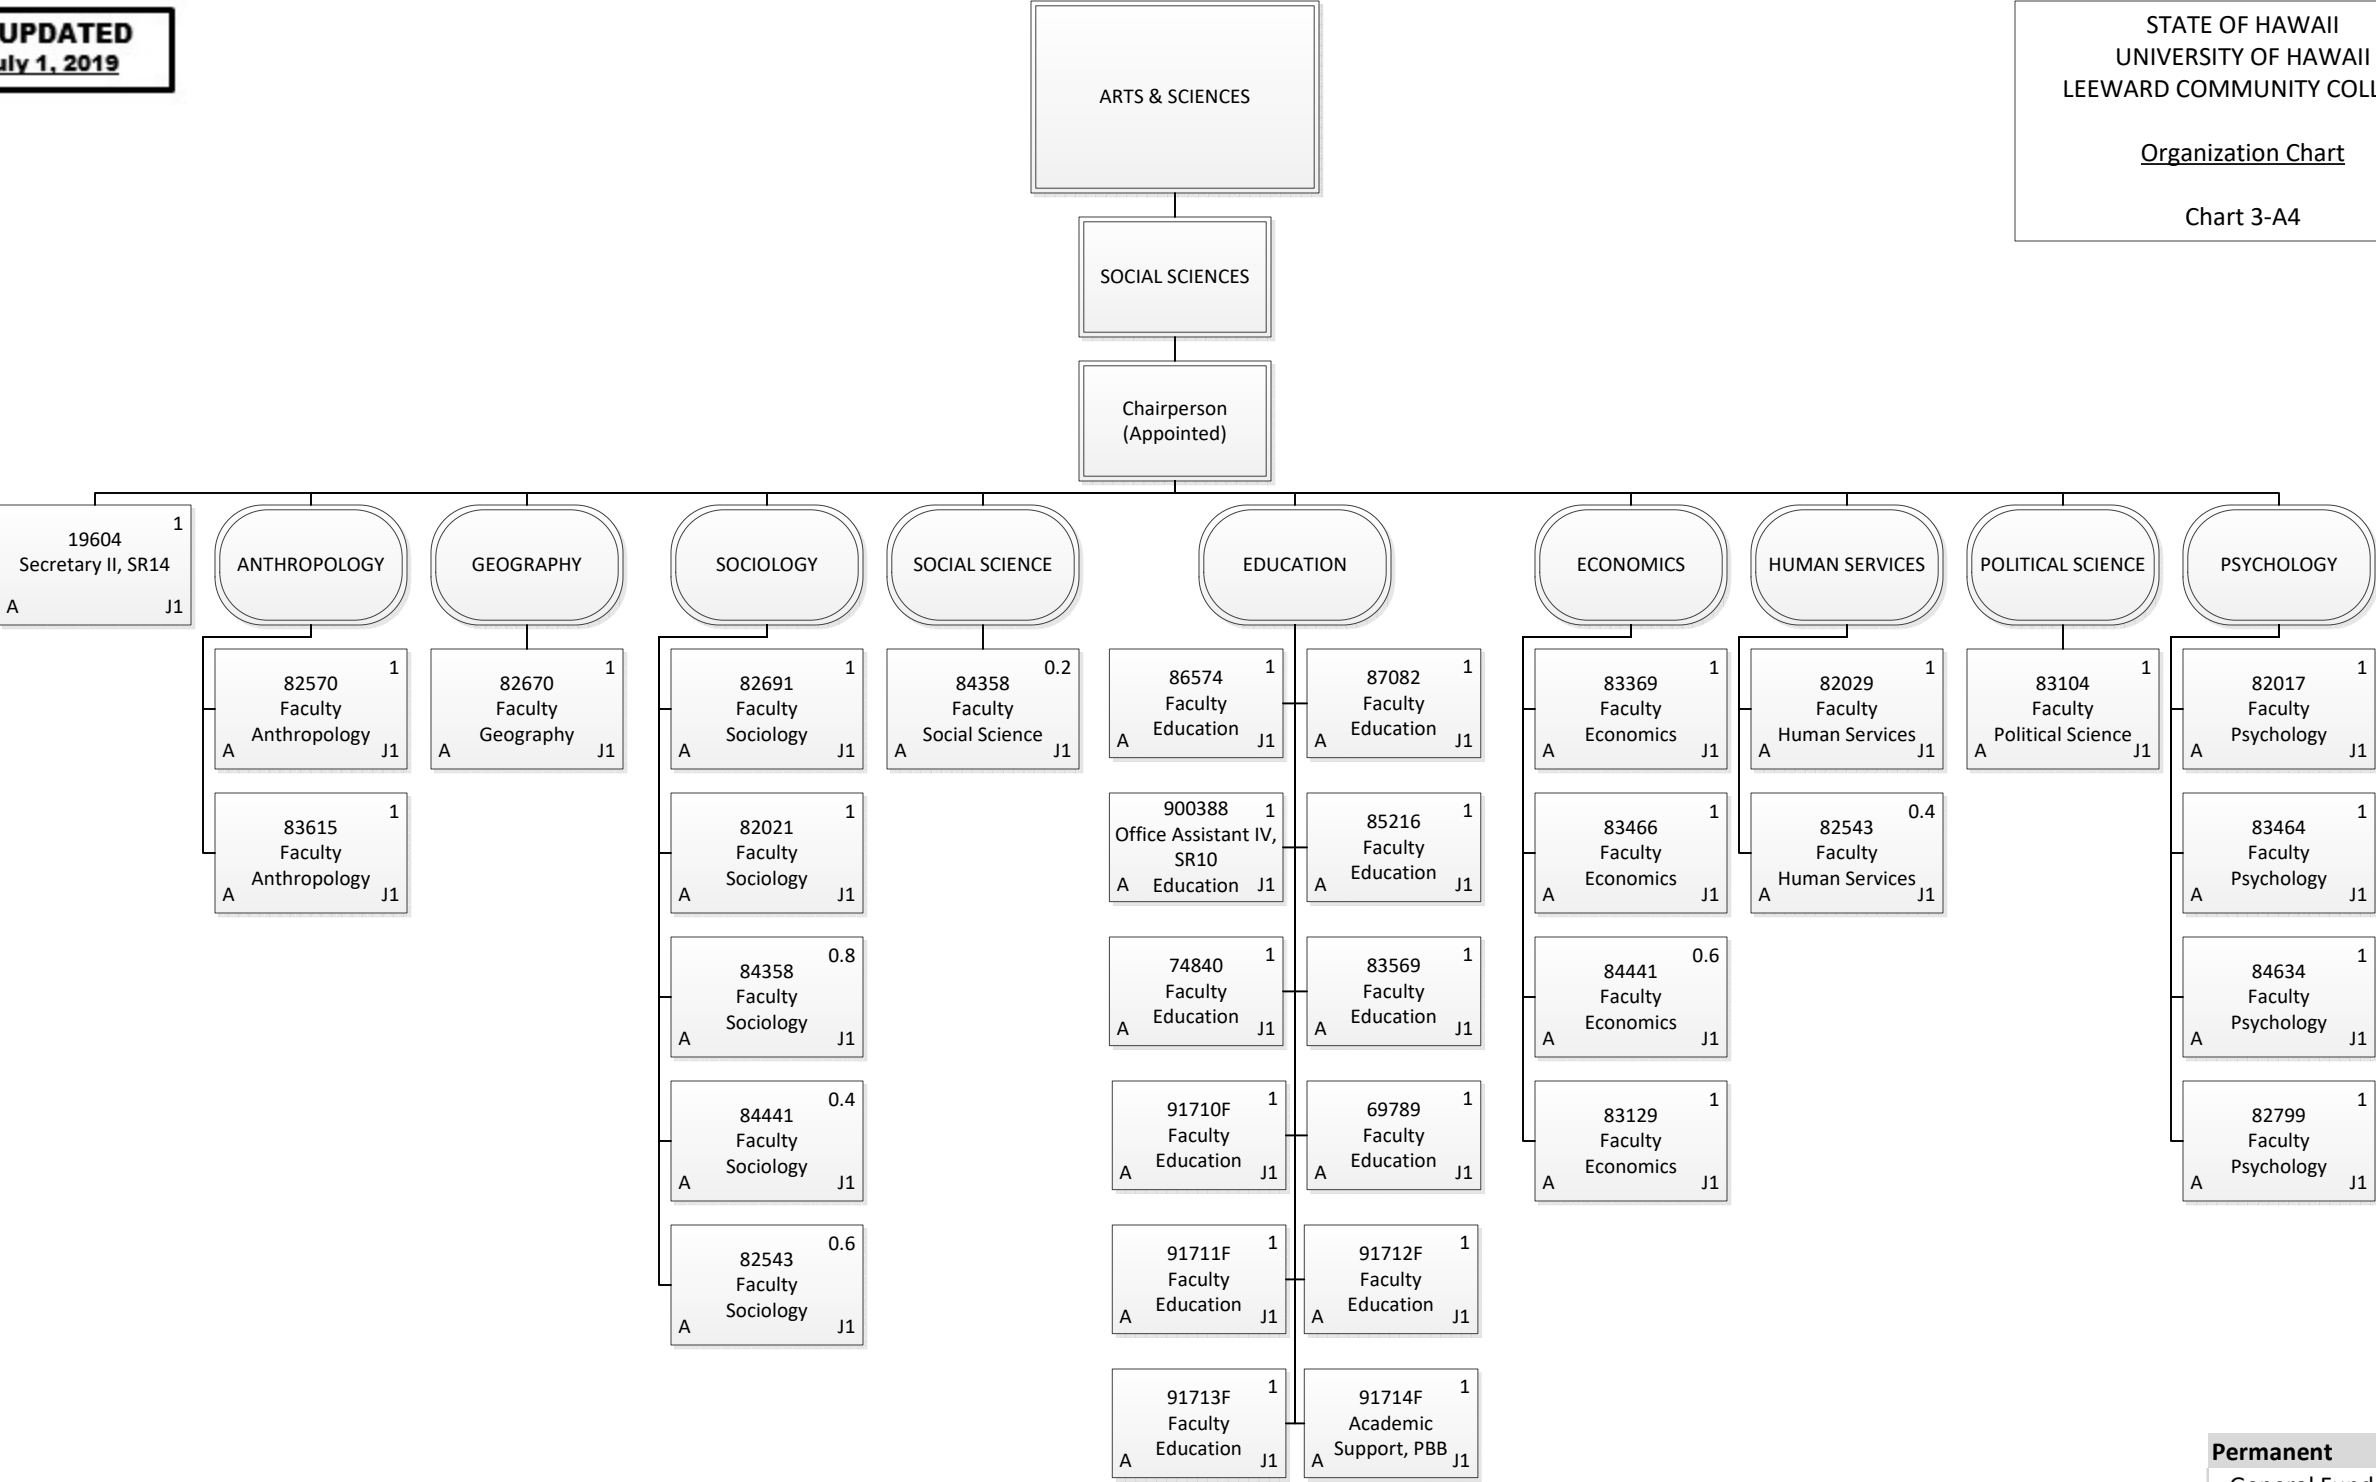 UPDATED
uly 1, 2019
STATE OF HAWAII
UNIVERSITY OF HAWAII
LEEWARD COMMUNITY COLL
Organization Chart
Chart 3-A4
ARTS & SCIENCES
SOCIAL SCIENCES
Chairperson
(Appointed)
1
19604
Secretary II, SR14
A J1
ANTHROPOLOGY
GEOGRAPHY
SOCIOLOGY
SOCIAL SCIENCE
EDUCATION
ECONOMICS
HUMAN SERVICES
POLITICAL SCIENCE
PSYCHOLOGY
1
82570
Faculty
Anthropology
A J1
1
83615
Faculty
Anthropology
A J1
1
82670
Faculty
Geography
A J1
1
82691
Faculty
Sociology
A J1
1
82021
Faculty
Sociology
A J1
0.8
84358
Faculty
Sociology
A J1
0.4
84441
Faculty
Sociology
A J1
0.6
82543
Faculty
Sociology
A J1
0.2
84358
Faculty
Social Science
A J1
86574 1
Faculty
Education
A J1
87082 1
Faculty
Education
A J1
900388 1
Office Assistant IV,
SR10
A Education J1
85216 1
Faculty
Education
A J1
74840 1
Faculty
Education
A J1
83569 1
Faculty
Education
A J1
91710F 1
Faculty
Education
A J1
69789 1
Faculty
Education
A J1
91711F 1
Faculty
Education
A J1
91712F 1
Faculty
Education
A J1
91713F 1
Faculty
Education
A J1
91714F 1
Academic
Support, PBB
A J1
1
83369
Faculty
Economics
A J1
1
83466
Faculty
Economics
A J1
0.6
84441
Faculty
Economics
A J1
1
83129
Faculty
Economics
A J1
1
82029
Faculty
Human Services
A J1
0.4
82543
Faculty
Human Services
A J1
1
83104
Faculty
Political Science
A J1
1
82017
Faculty
Psychology
A J1
1
83464
Faculty
Psychology
A J1
1
84634
Faculty
Psychology
A J1
1
82799
Faculty
Psychology
A J1
Permanent
General Fund